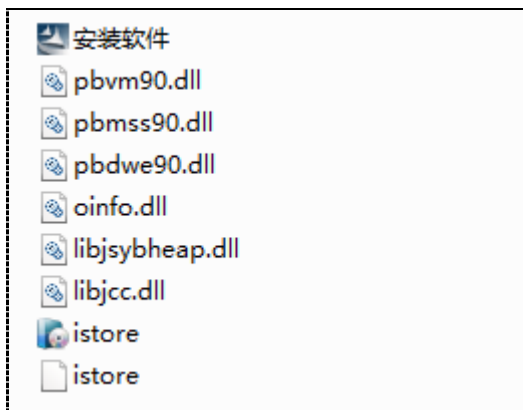 安装软件
pbvm90.dll
pbmss90.dll
pbdwe90.dll
oinfo.dll
libjsybheap.dll
libjcc.dll
istore
istore